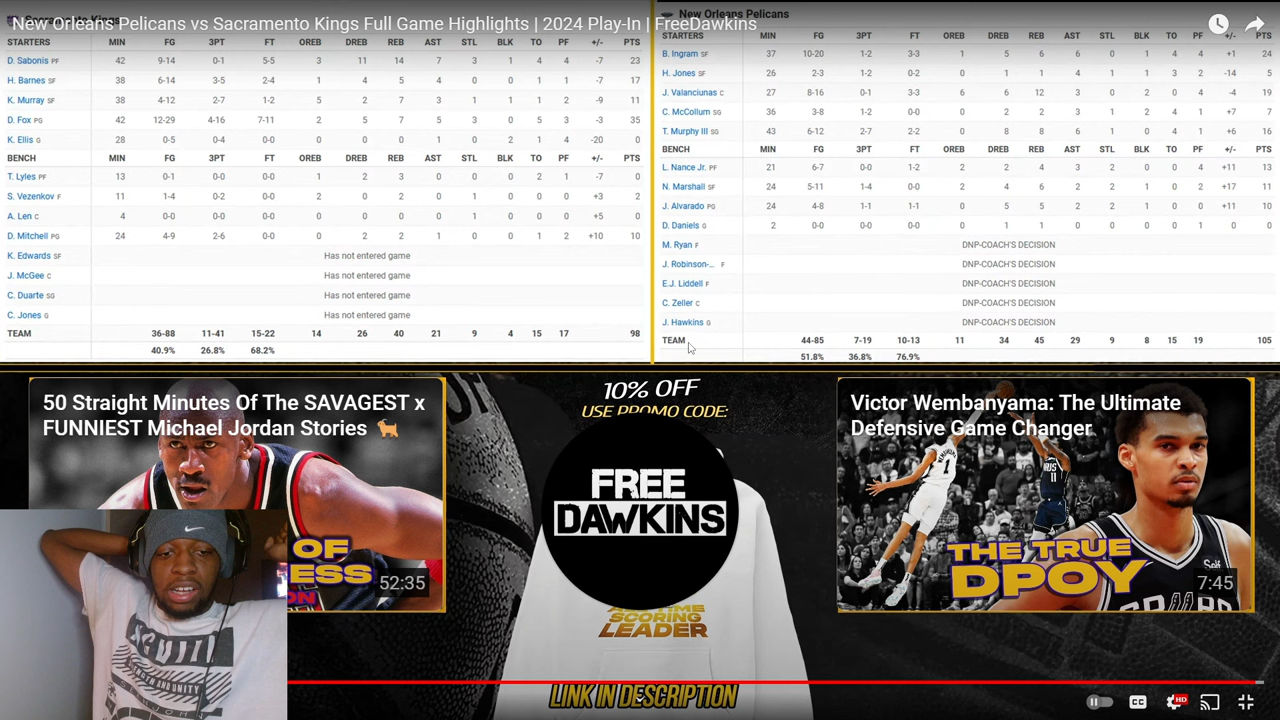 New Orleans Pelicans vs Sacramento Kings Full Game Highlights | 2024 Play-In | FreeDawkins
Sacramento Kings
STARTERS MIN FG 3PT FT OREB DREB REB AST STL BLK TO PF +/- PTS
D. Sabonis PF 42 9-14 0-1 5-5 3 11 14 7 3 1 4 4 -7 23
H. Barnes SF 38 6-14 3-5 2-4 1 4 5 4 0 0 1 1 -7 17
K. Murray SF 38 4-12 2-7 1-2 5 2 7 3 1 1 1 2 -9 11
D. Fox PG 42 12-29 4-16 7-11 2 5 7 5 3 0 5 3 -3 35
K. Ellis G 28 0-5 0-4 0-0 0 2 2 1 0 2 1 4 -20 0
BENCH MIN FG 3PT FT OREB DREB REB AST STL BLK TO PF +/- PTS
T. Lyles PF 13 0-1 0-0 0-0 1 2 3 0 0 0 2 1 -7 0
S. Vezenkov F 11 1-4 0-2 0-0 2 0 2 0 1 0 0 0 +3 2
A. Len C 4 0-0 0-0 0-0 0 0 0 0 1 0 0 0 +5 0
D. Mitchell PG 24 4-9 2-6 0-0 0 2 2 1 0 0 1 2 +10 10
K. Edwards SF Has not entered game
J. McGee C Has not entered game
C. Duarte SG Has not entered game
C. Jones G Has not entered game
TEAM 36-88 11-41 15-22 14 26 40 21 9 4 15 17 98
40.9% 26.8% 68.2%
New Orleans Pelicans
STARTERS MIN FG 3PT FT OREB DREB REB AST STL BLK TO PF +/- PTS
B. Ingram SF 37 10-20 1-2 3-3 1 5 6 6 0 1 4 4 +1 24
H. Jones SF 26 2-3 1-2 0-2 0 1 1 4 1 1 3 2 -14 5
J. Valanciunas C 27 8-16 0-1 3-3 6 6 12 3 0 2 0 4 -4 19
C. McCollum SG 36 3-8 1-2 0-0 0 2 2 3 1 2 4 1 +7 7
T. Murphy III SG 43 6-12 2-7 2-2 0 8 8 6 1 0 4 1 +6 16
BENCH MIN FG 3PT FT OREB DREB REB AST STL BLK TO PF +/- PTS
L. Nance Jr. PF 21 6-7 0-0 1-2 2 2 4 3 2 0 0 4 +11 13
N. Marshall SF 24 5-11 1-4 0-0 2 4 6 2 2 1 0 2 +17 11
J. Alvarado PG 24 4-8 1-1 1-1 0 5 5 2 2 1 0 0 +11 10
D. Daniels G 2 0-0 0-0 0-0 0 1 1 0 0 0 0 1 0 0
M. Ryan F DNP-COACH'S DECISION
J. Robinson-... F DNP-COACH'S DECISION
E.J. Liddell F DNP-COACH'S DECISION
C. Zeller C DNP-COACH'S DECISION
J. Hawkins G DNP-COACH'S DECISION
TEAM 44-85 7-19 10-13 11 34 45 29 9 8 15 19 105
51.8% 36.8% 76.9%
50 Straight Minutes Of The SAVAGEST x
FUNNIEST Michael Jordan Stories
OF
ESS
ON
52:35
10% OFF
USE PROMO CODE:
FREE
DAWKINS
SCORING
LEADER
LINK IN DESCRIPTION
Victor Wembanyama: The Ultimate
Defensive Game Changer
THE TRUE
DPOY
7:45
CC
HD